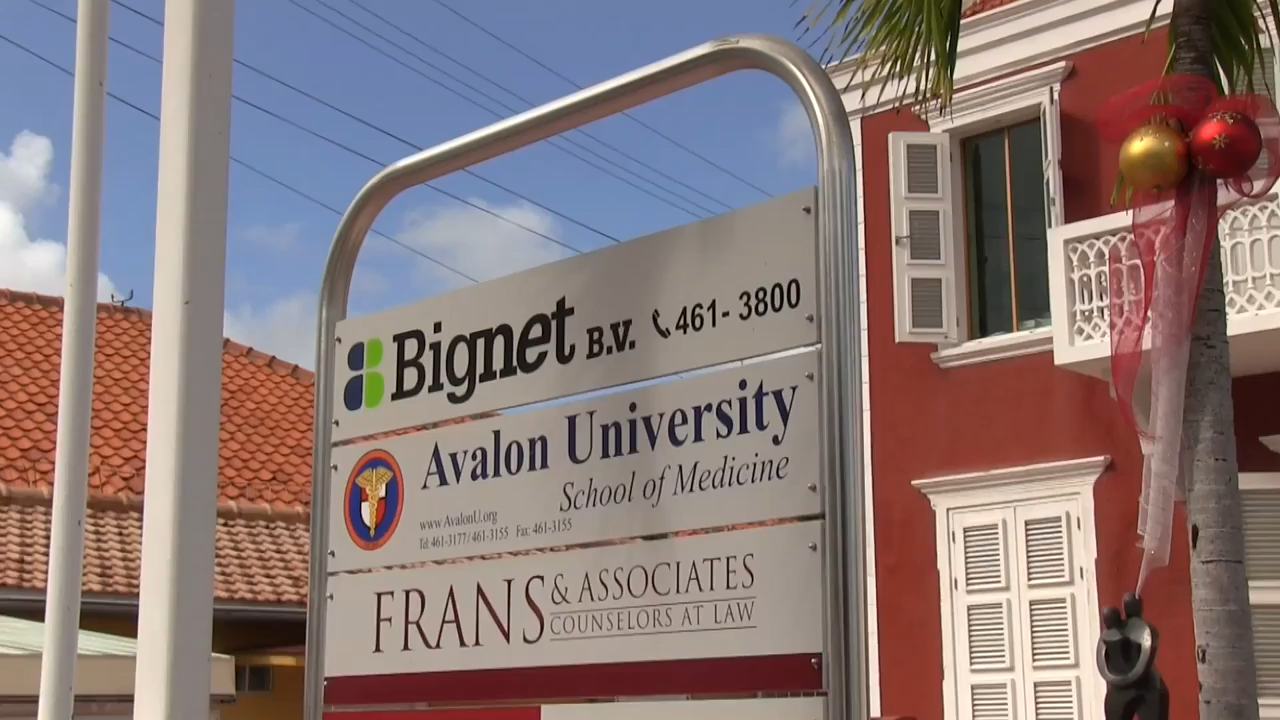 Bignet B.V. 461-3800
Avalon University
School of Medicine
www.AvalonU.org
Tel: 461-3177/461-3155 Fax: 461-3155
FRANS & ASSOCIATES
COUNSELORS AT LAW